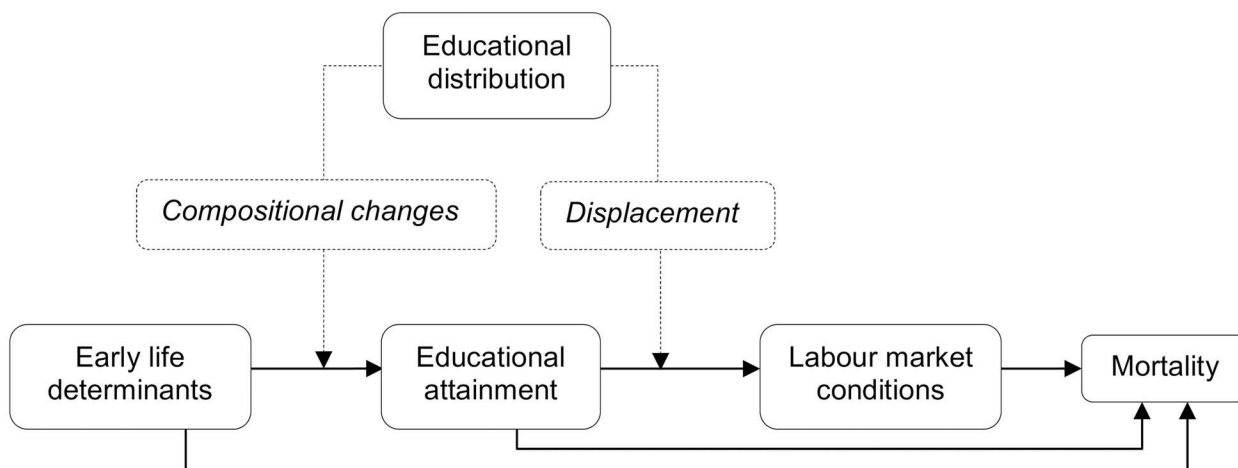 Educational
distribution
Compositional changes
Displacement
Early life
determinants
Educational
attainment
Labour market
conditions
Mortality